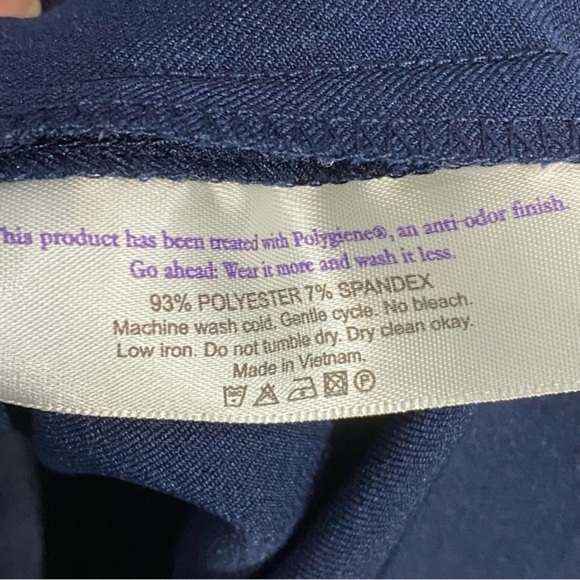 his product has been treated with Polygiene®, an anti-odor finish.
Go ahead: Wear it more and wash it less.
93% POLYESTER 7% SPANDEX
Machine wash cold. Gentle cycle. No bleach.
Low iron. Do not tumble dry. Dry clean okay.
Made in Vietnam.
P